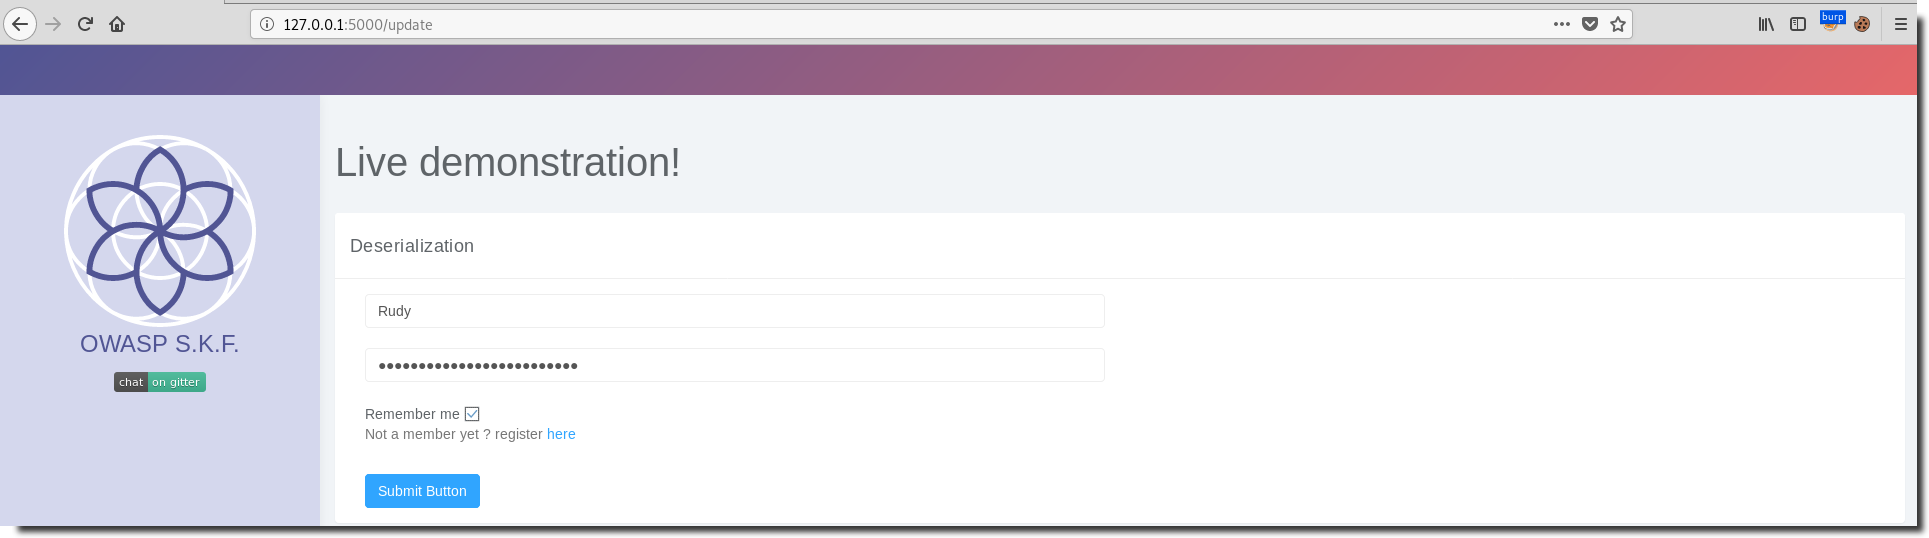 127.0.0.1:5000/update
burp
Live demonstration!
Deserialization
OWASP S.K.F.
chat on gitter
Rudy
●●●●●●●●●●●●●●●●●●●●●●●●●
Remember me
Not a member yet ? register here
Submit Button